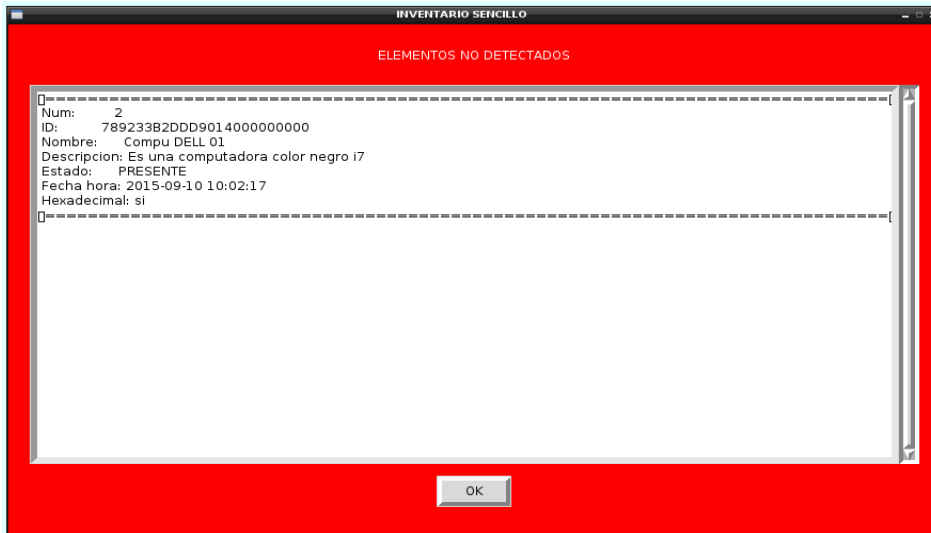 INVENTARIO SENCILLO
ELEMENTOS NO DETECTADOS
[]================================================================================[
Num: 2
ID: 789233B2DDD9014000000000
Nombre: Compu DELL 01
Descripcion: Es una computadora color negro i7
Estado: PRESENTE
Fecha hora: 2015-09-10 10:02:17
Hexadecimal: si
[]================================================================================[
OK